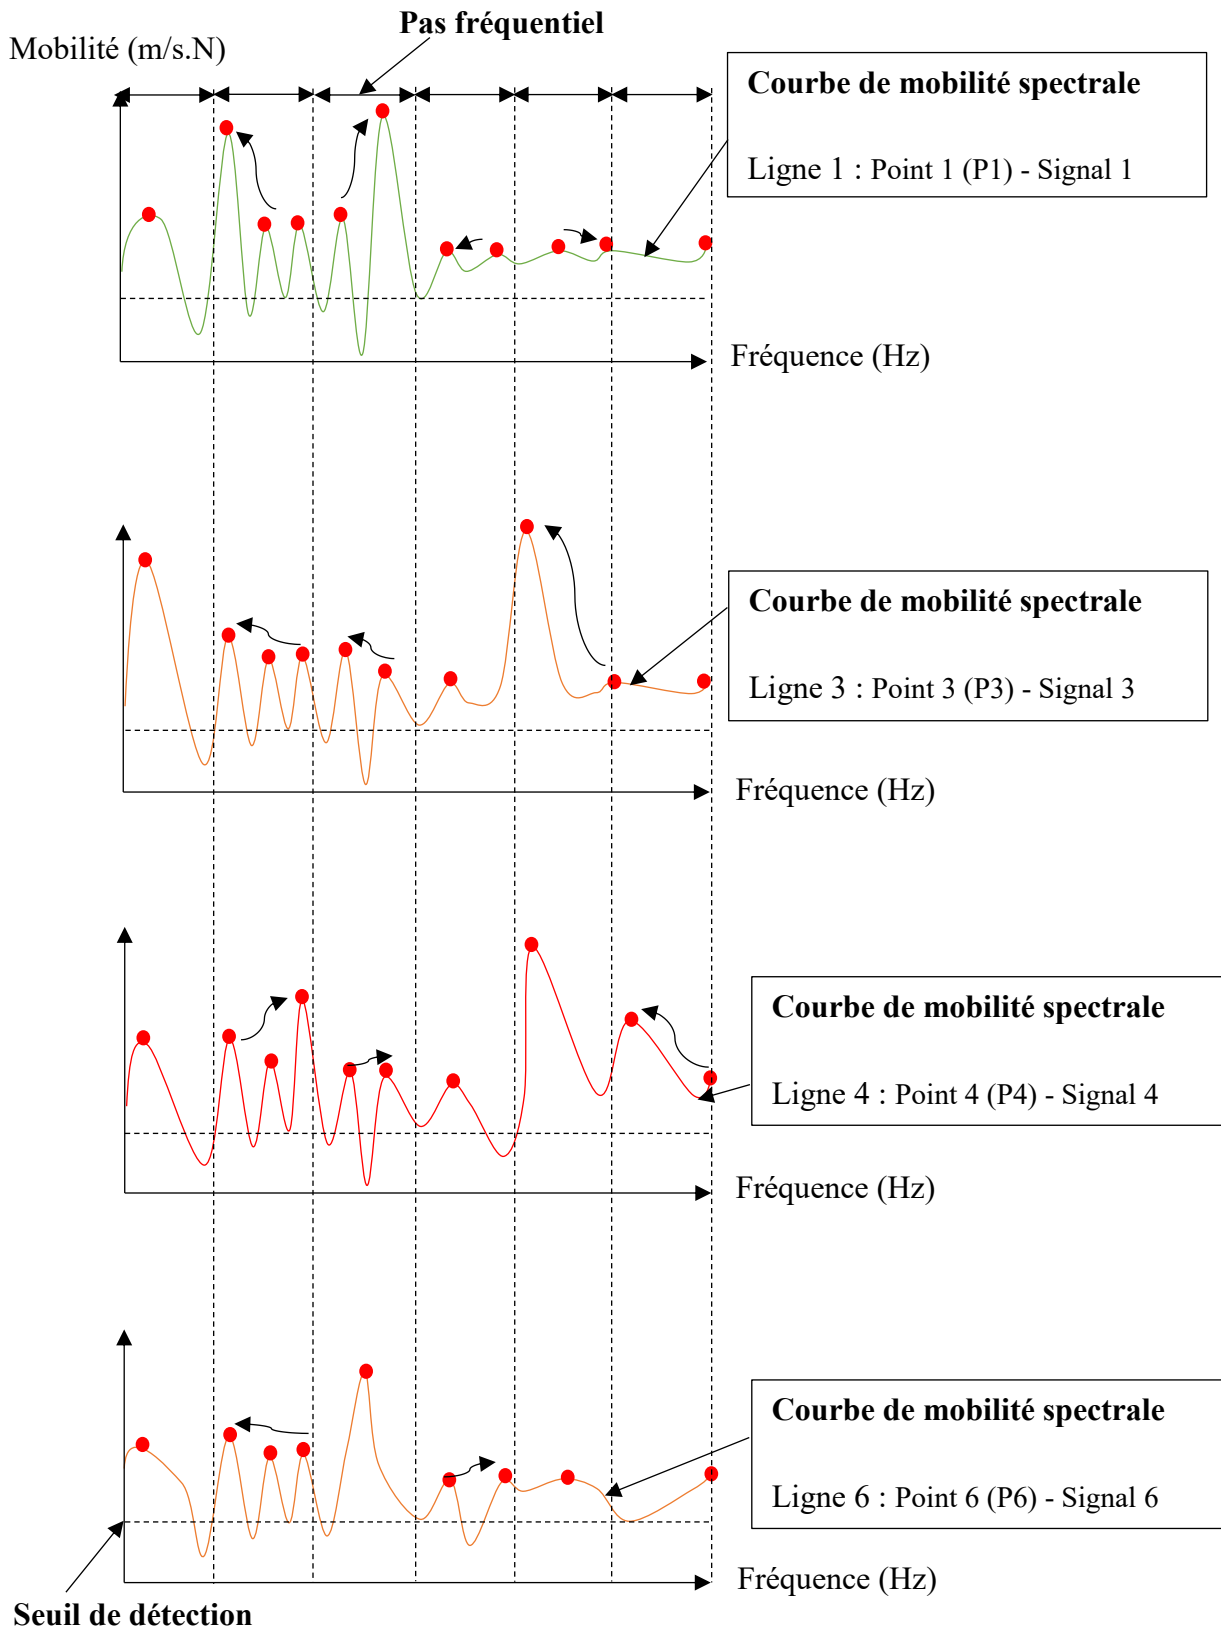 Pas fréquentiel
Mobilité (m/s.N)
Courbe de mobilité spectrale
Ligne 1 : Point 1 (P1) - Signal 1
Fréquence (Hz)
Courbe de mobilité spectrale
Ligne 3 : Point 3 (P3) - Signal 3
Fréquence (Hz)
Courbe de mobilité spectrale
Ligne 4 : Point 4 (P4) - Signal 4
Fréquence (Hz)
Courbe de mobilité spectrale
Ligne 6 : Point 6 (P6) - Signal 6
Fréquence (Hz)
Seuil de détection